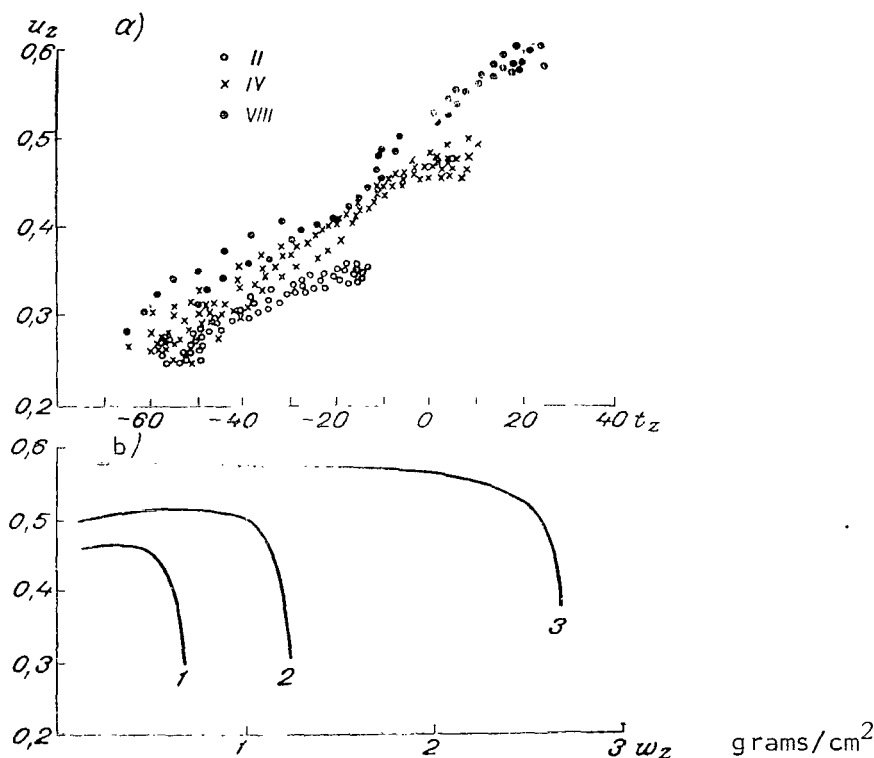 u_z a)
o II
× IV
● VIII
0,6
0,5
0,4
0,3
0,2
-60 -40 -20 0 20 40 t_z
b)
0,6
0,5
0,4
0,3
0,2
1 2 3
1 2 3 w_z grams/cm²